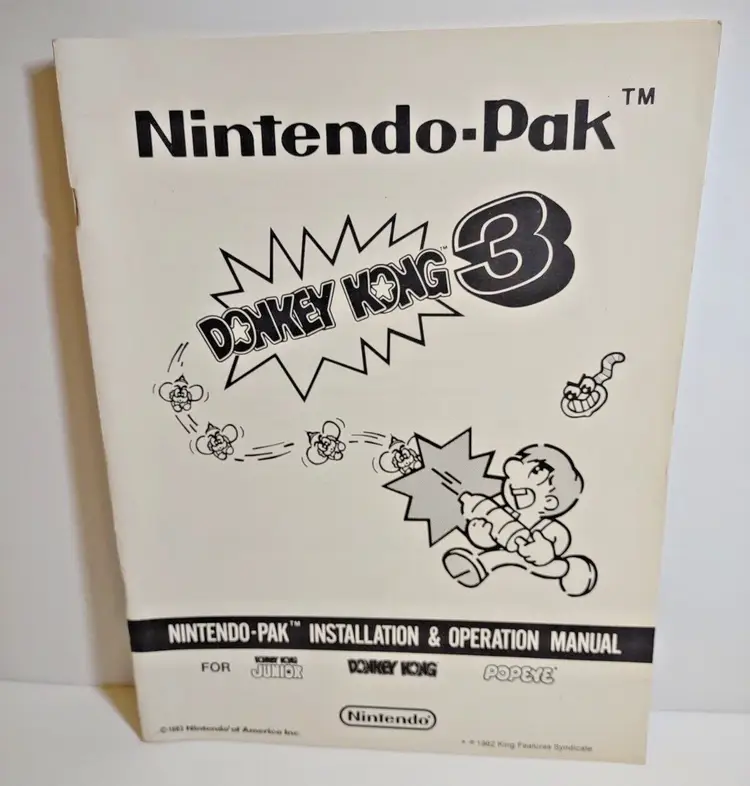 Nintendo-Pak™
DONKEY KONG™ 3
NINTENDO-PAK™ INSTALLATION & OPERATION MANUAL
FOR DONKEY KONG JUNIOR DONKEY KONG POPEYE
Nintendo®
©1983 Nintendo of America Inc.
1982 King Features Syndicate